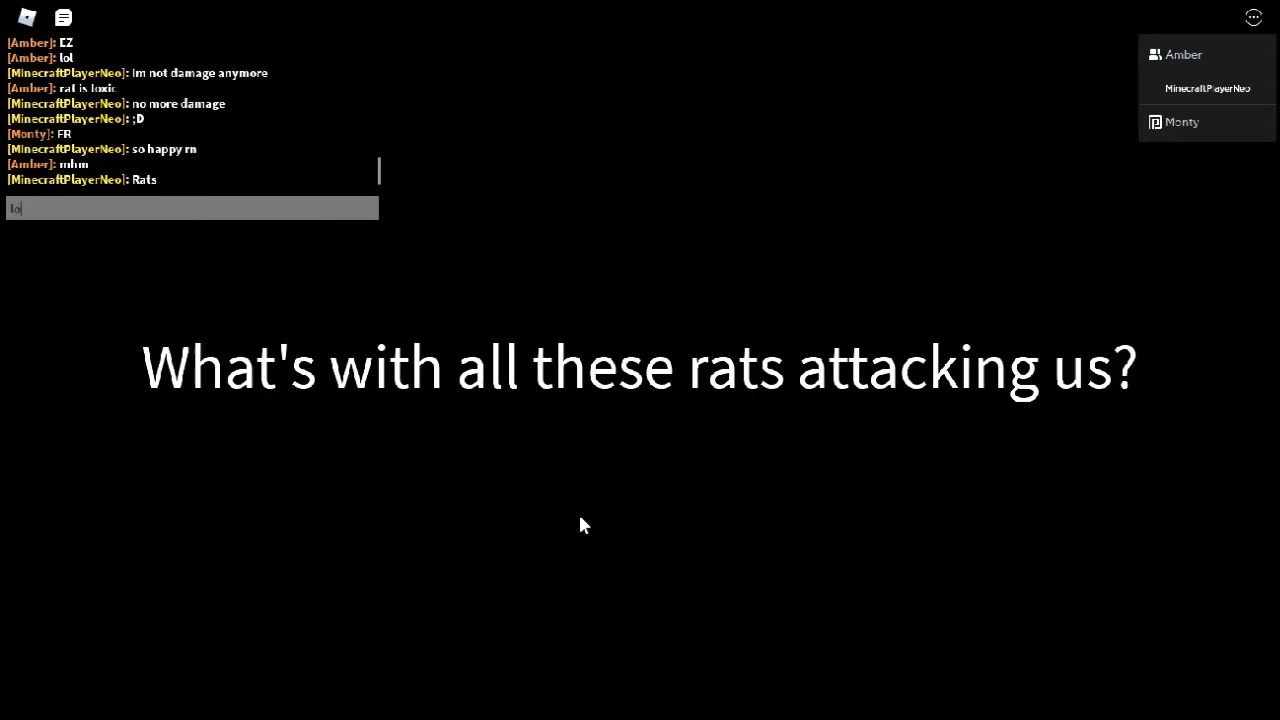 [Amber]: EZ
[Amber]: lol
[MinecraftPlayerNeo]: Im not damage anymore
[Amber]: rat is toxic
[MinecraftPlayerNeo]: no more damage
[MinecraftPlayerNeo]: ;D
[Monty]: FR
[MinecraftPlayerNeo]: so happy rn
[Amber]: mhm
[MinecraftPlayerNeo]: Rats
lo
Amber
MinecraftPlayerNeo
Monty
What's with all these rats attacking us?